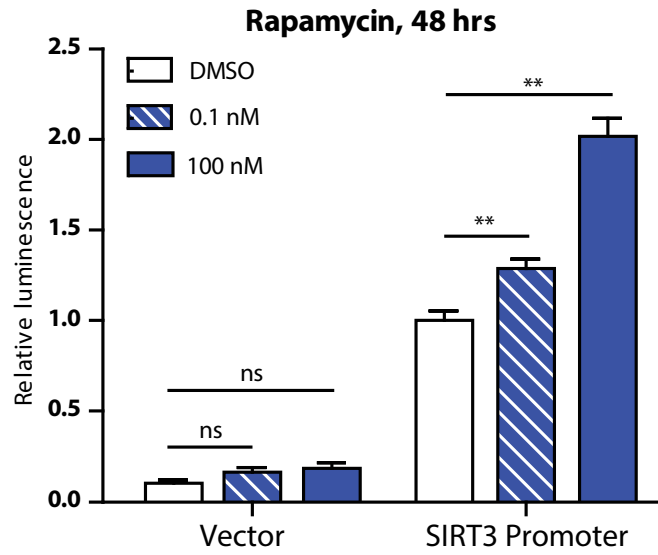 Rapamycin, 48 hrs
2.5
2.0
1.5
1.0
0.5
0.0
Relative luminescence
DMSO
0.1 nM
100 nM
**
**
ns
ns
Vector
SIRT3 Promoter